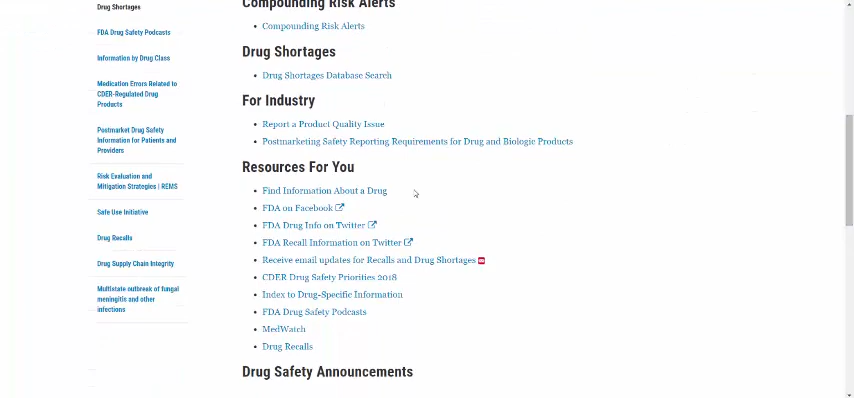 Drug Shortages
FDA Drug Safety Podcasts
Information by Drug Class
Medication Errors Related to
CDER-Regulated Drug
Products
Postmarket Drug Safety
Information for Patients and
Providers
Risk Evaluation and
Mitigation Strategies | REMS
Safe Use Initiative
Drug Recalls
Drug Supply Chain Integrity
Multistate outbreak of fungal
meningitis and other
infections
Compounding Risk Alerts
Compounding Risk Alerts
Drug Shortages
Drug Shortages Database Search
For Industry
Report a Product Quality Issue
Postmarketing Safety Reporting Requirements for Drug and Biologic Products
Resources For You
Find Information About a Drug
FDA on Facebook
FDA Drug Info on Twitter
FDA Recall Information on Twitter
Receive email updates for Recalls and Drug Shortages
CDER Drug Safety Priorities 2018
Index to Drug-Specific Information
FDA Drug Safety Podcasts
MedWatch
Drug Recalls
Drug Safety Announcements